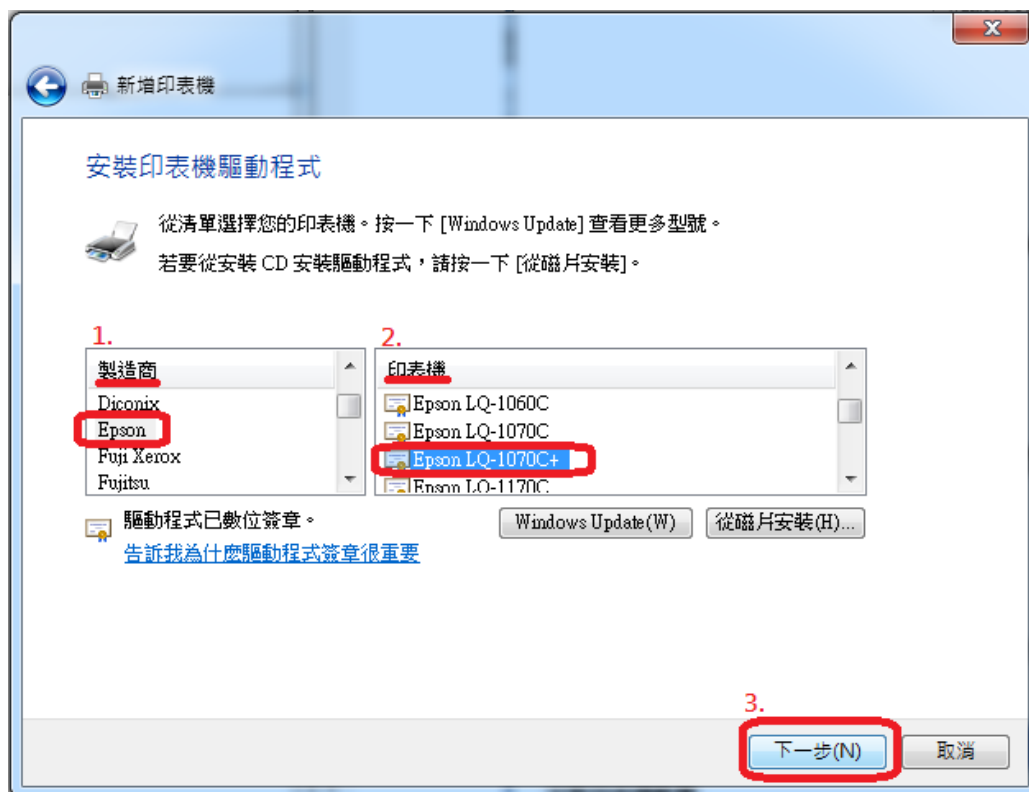 新增印表機
安裝印表機驅動程式
從清單選擇您的印表機。按一下 [Windows Update] 查看更多型號。
若要從安裝 CD 安裝驅動程式，請按一下 [從磁片安裝]。
1.
2.
製造商
Diconix
Epson
Fuji Xerox
Fujitsu
印表機
Epson LQ-1060C
Epson LQ-1070C
Epson LQ-1070C+
Epson LQ-1170C
驅動程式已數位簽章。
告訴我為什麼驅動程式簽章很重要
Windows Update(W)
從磁片安裝(H)...
3.
下一步(N)
取消